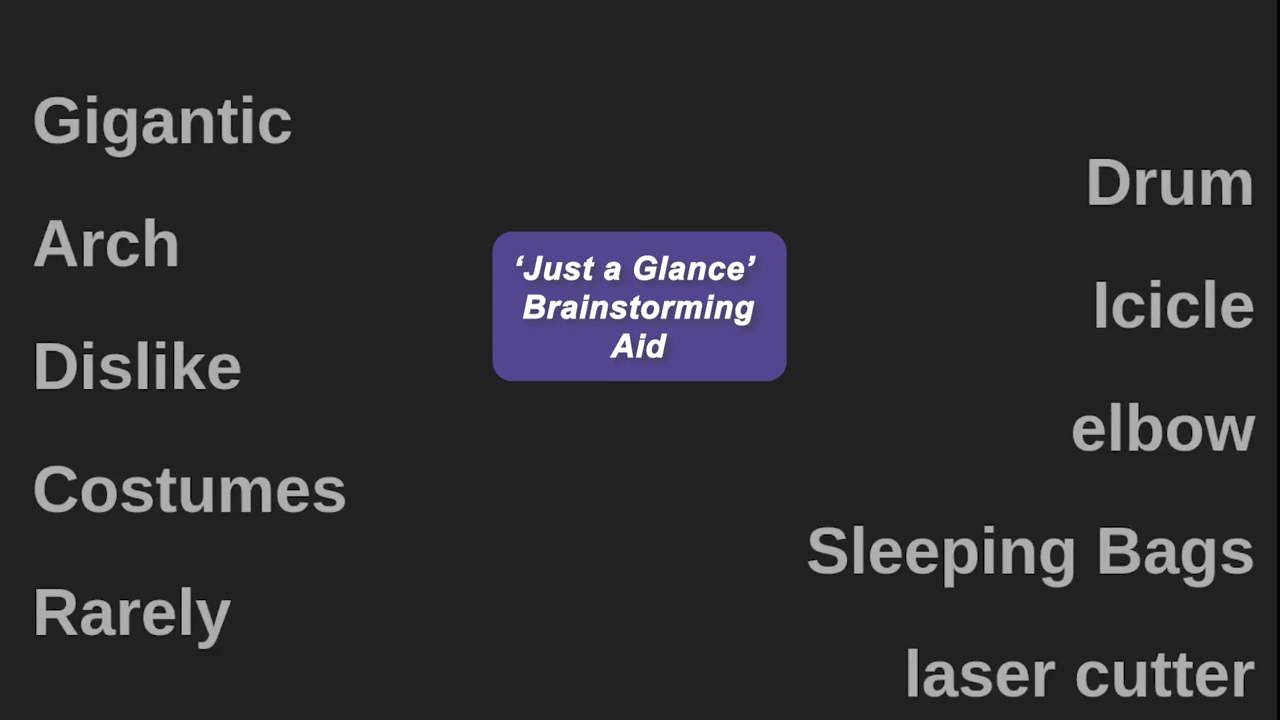 Gigantic
Arch
Dislike
Costumes
Rarely
‘Just a Glance’
Brainstorming
Aid
Drum
Icicle
elbow
Sleeping Bags
laser cutter